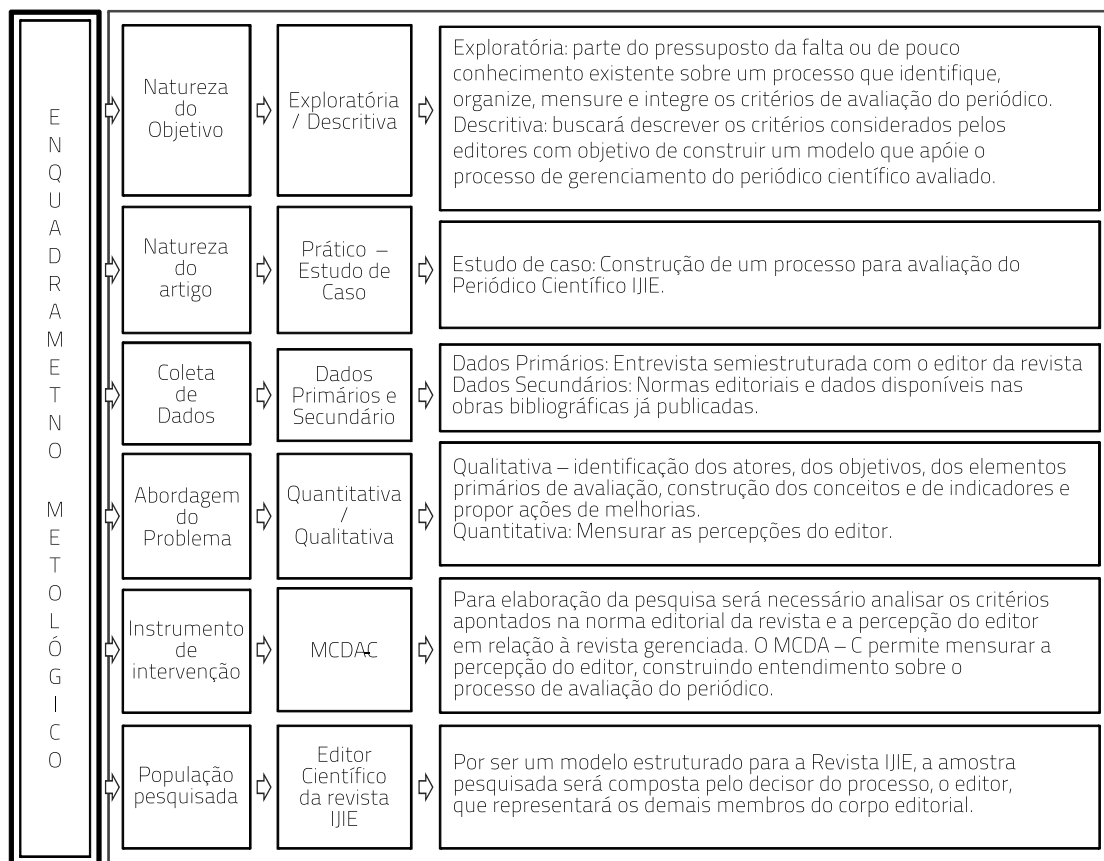 ENQUADRAMETNO METOLÓGICO
Natureza
do
Objetivo
Exploratória
/ Descritiva
Exploratória: parte do pressuposto da falta ou de pouco
conhecimento existente sobre um processo que identifique,
organize, mensure e integre os critérios de avaliação do periódico.
Descritiva: buscará descrever os critérios considerados pelos
editores com objetivo de construir um modelo que apóie o
processo de gerenciamento do periódico científico avaliado.
Natureza
do
artigo
Prático –
Estudo de
Caso
Estudo de caso: Construção de um processo para avaliação do
Periódico Científico IJIE.
Coleta
de
Dados
Dados
Primários e
Secundário
Dados Primários: Entrevista semiestruturada com o editor da revista
Dados Secundários: Normas editoriais e dados disponíveis nas
obras bibliográficas já publicadas.
Abordagem
do
Problema
Quantitativa
/
Qualitativa
Qualitativa – identificação dos atores, dos objetivos, dos elementos
primários de avaliação, construção dos conceitos e de indicadores e
propor ações de melhorias.
Quantitativa: Mensurar as percepções do editor.
Instrumento
de
intervenção
MCDA-C
Para elaboração da pesquisa será necessário analisar os critérios
apontados na norma editorial da revista e a percepção do editor
em relação à revista gerenciada. O MCDA – C permite mensurar a
percepção do editor, construindo entendimento sobre o
processo de avaliação do periódico.
População
pesquisada
Editor
Científico
da revista
IJIE
Por ser um modelo estruturado para a Revista IJIE, a amostra
pesquisada será composta pelo decisor do processo, o editor,
que representará os demais membros do corpo editorial.